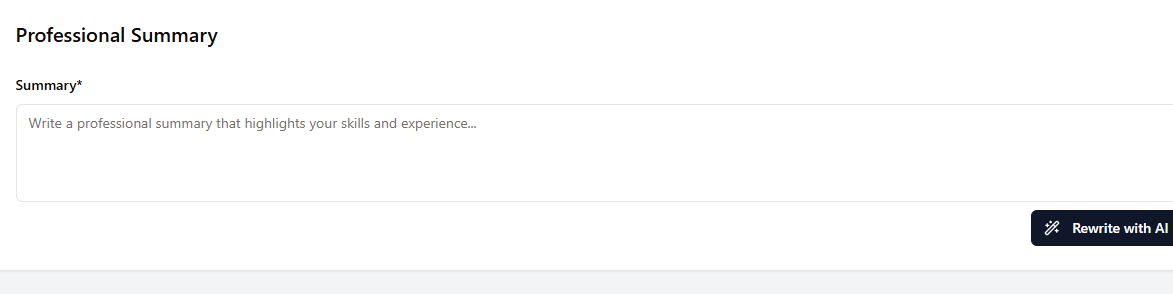 Professional Summary
Summary*
Write a professional summary that highlights your skills and experience...
Rewrite with AI